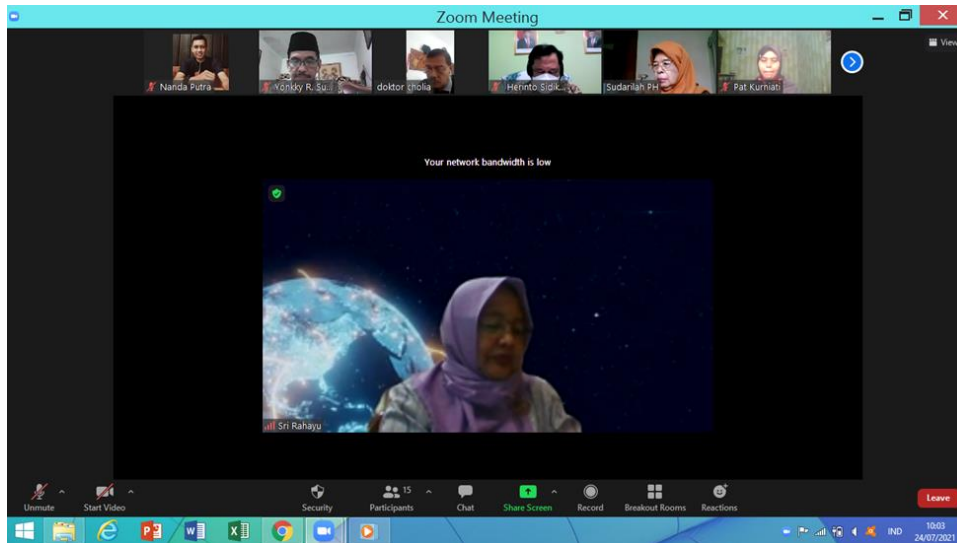 Zoom Meeting
View
Nanda Putra
Yonkky R. Su...
doktor cholia
Herinto Sidik...
Sudarilah PH
Pat Kurniati
Your network bandwidth is low
Sri Rahayu
Unmute
Start Video
Security
Participants
15
Chat
Share Screen
Record
Breakout Rooms
Reactions
Leave
IND
10:03
24/07/2021